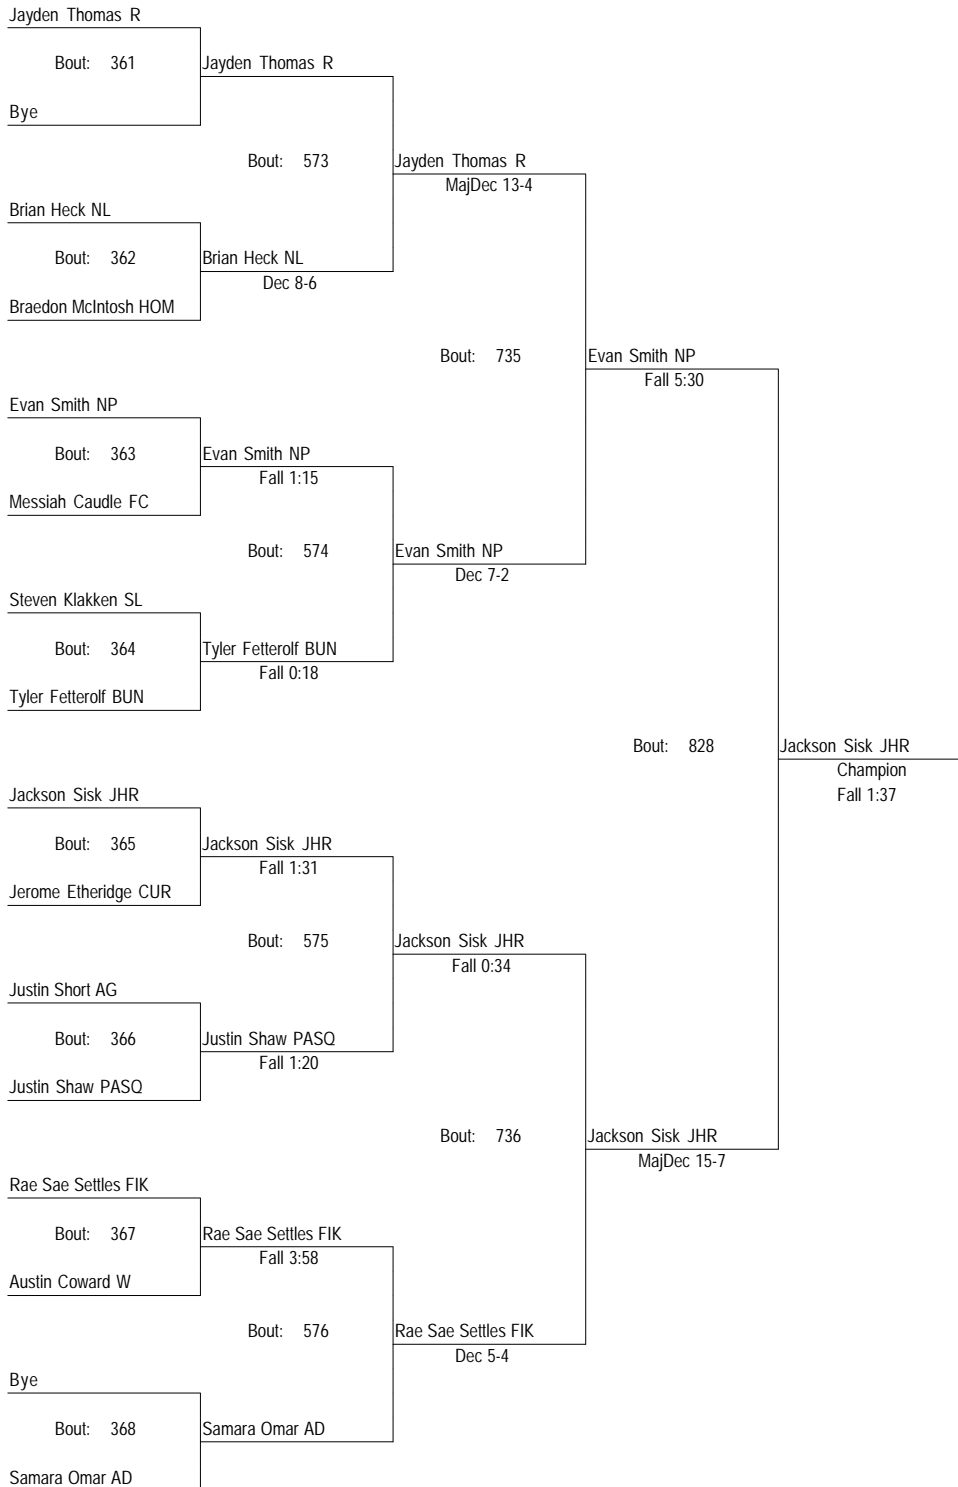 Jayden Thomas R
Bout: 361
Jayden Thomas R
Bye
Bout: 573
Jayden Thomas R
MajDec 13-4
Brian Heck NL
Bout: 362
Brian Heck NL
Dec 8-6
Braedon McIntosh HOM
Bout: 735
Evan Smith NP
Fall 5:30
Evan Smith NP
Bout: 363
Evan Smith NP
Fall 1:15
Messiah Caudle FC
Bout: 574
Evan Smith NP
Dec 7-2
Steven Klakken SL
Bout: 364
Tyler Fetterolf BUN
Fall 0:18
Tyler Fetterolf BUN
Bout: 828
Jackson Sisk JHR
Champion
Fall 1:37
Jackson Sisk JHR
Bout: 365
Jackson Sisk JHR
Fall 1:31
Jerome Etheridge CUR
Bout: 575
Jackson Sisk JHR
Fall 0:34
Justin Short AG
Bout: 366
Justin Shaw PASQ
Fall 1:20
Justin Shaw PASQ
Bout: 736
Jackson Sisk JHR
MajDec 15-7
Rae Sae Settles FIK
Bout: 367
Rae Sae Settles FIK
Fall 3:58
Austin Coward W
Bout: 576
Rae Sae Settles FIK
Dec 5-4
Bye
Bout: 368
Samara Omar AD
Samara Omar AD